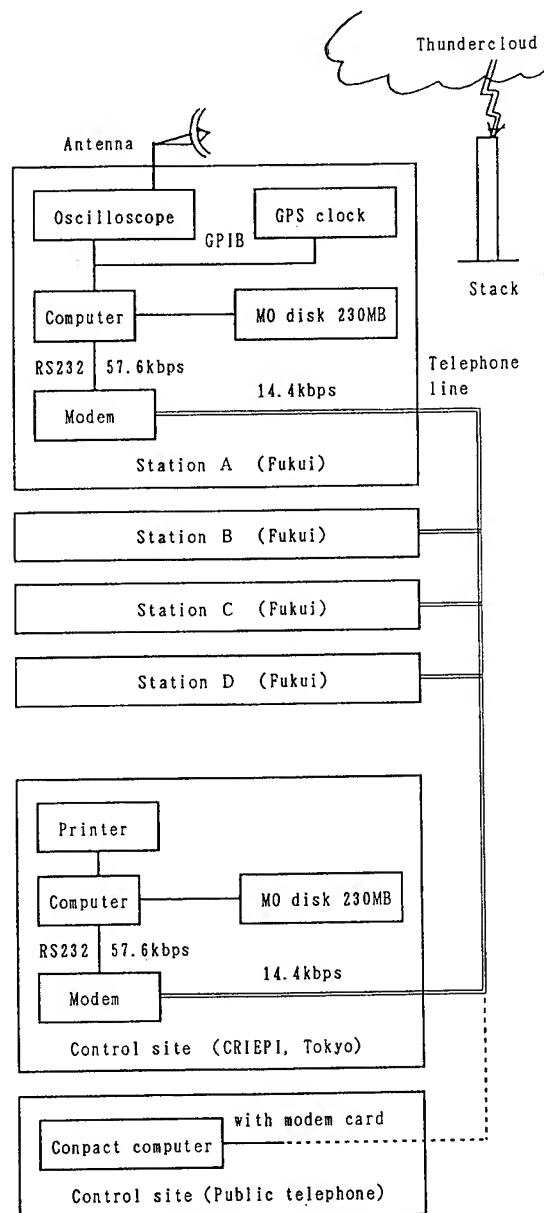 Thundercloud
Antenna
Oscilloscope
GPS clock
GPIB
Stack
Computer
MO disk 230MB
RS232 57.6kbps
Telephone
line
14.4kbps
Modem
Station A (Fukui)
Station B (Fukui)
Station C (Fukui)
Station D (Fukui)
Printer
Computer
MO disk 230MB
RS232 57.6kbps
14.4kbps
Modem
Control site (CRIEPI, Tokyo)
with modem card
Conpact computer
Control site (Public telephone)